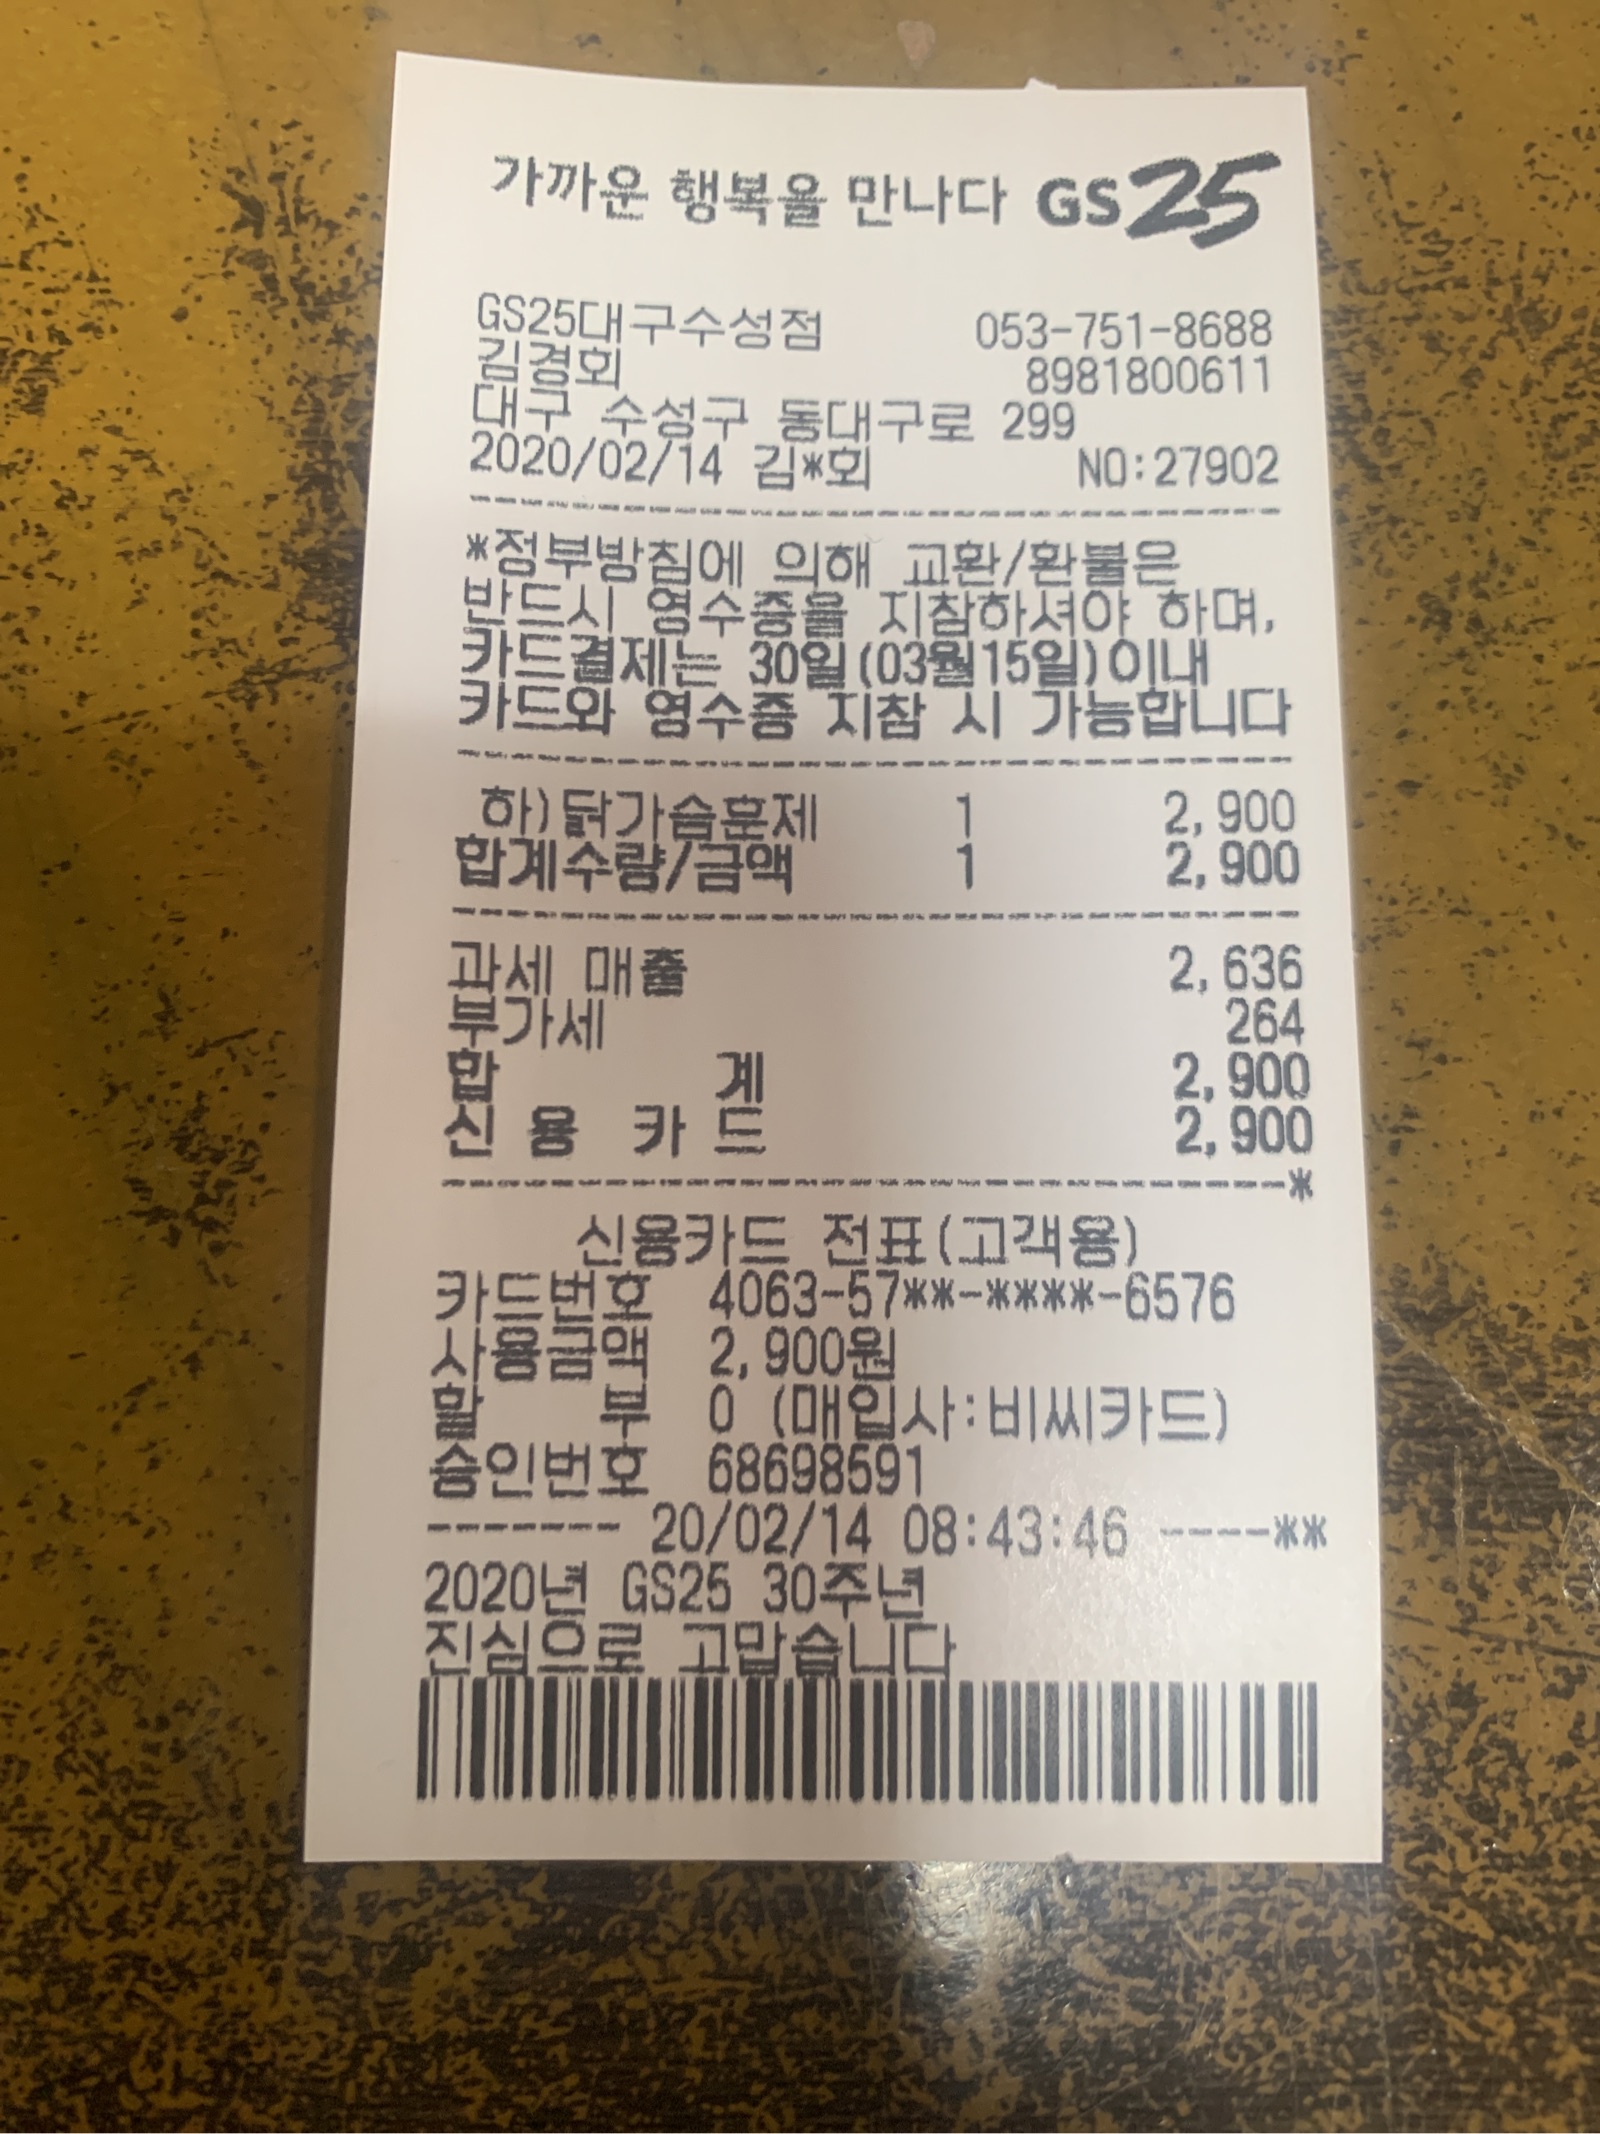 가까운 행복을 만나다 GS25
GS25대구수성점 053-751-8688
김경회 8981800611
대구 수성구 동대구로 299
2020/02/14 김*회 NO:27902
*정부방침에 의해 교환/환불은
반드시 영수증을 지참하셔야 하며,
카드결제는 30일(03월15일)이내
카드와 영수증 지참 시 가능합니다
하)닭가슴훈제 1 2,900
합계수량/금액 1 2,900
과세 매출 2,636
부가세 264
합 계 2,900
신 용 카 드 2,900
*
신용카드 전표(고객용)
카드번호 4063-57**-****-6576
사용금액 2,900원
할 부 0 (매입사:비씨카드)
승인번호 68698591
------- 20/02/14 08:43:46 ----**
2020년 GS25 30주년
진심으로 고맙습니다